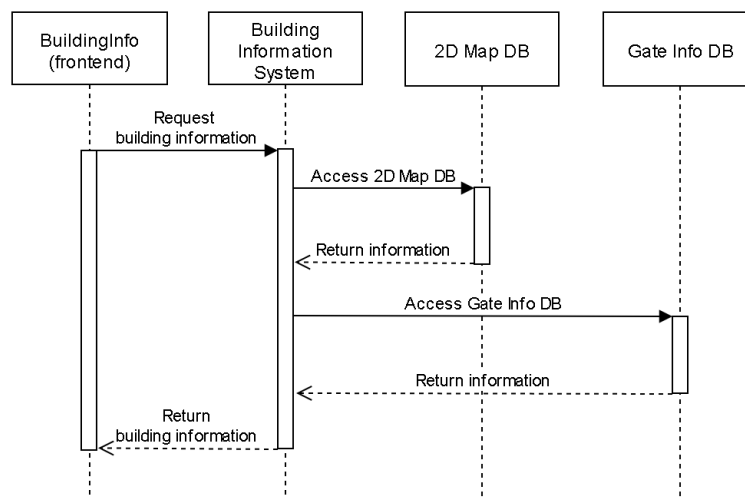 BuildingInfo
(frontend)
Building
Information
System
2D Map DB
Gate Info DB
Request
building information
Access 2D Map DB
Return information
Access Gate Info DB
Return information
Return
building information